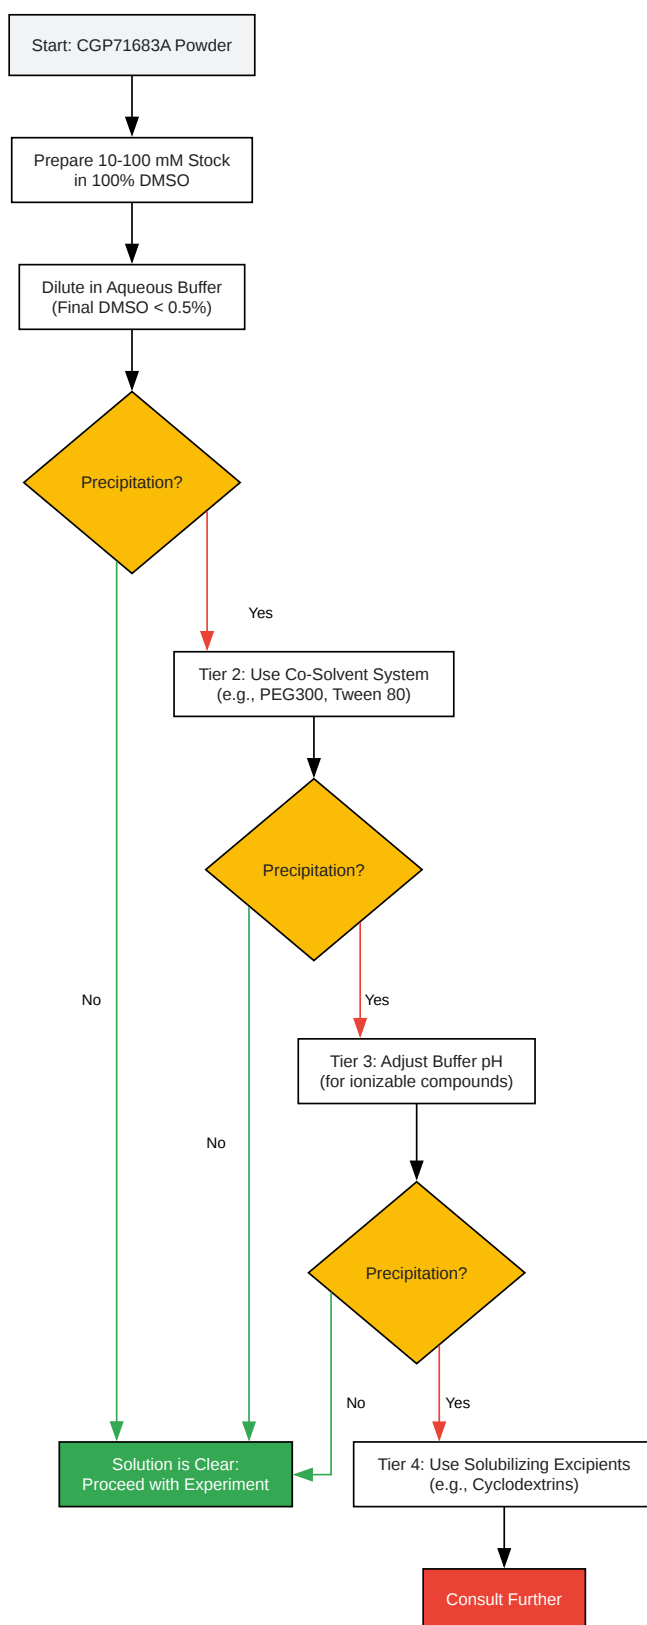 Start: CGP71683A Powder
Prepare 10-100 mM Stock
in 100% DMSO
Dilute in Aqueous Buffer
(Final DMSO < 0.5%)
Precipitation?
Yes
Tier 2: Use Co-Solvent System
(e.g., PEG300, Tween 80)
Precipitation?
No
Yes
Tier 3: Adjust Buffer pH
(for ionizable compounds)
No
Precipitation?
No
Yes
Solution is Clear:
Proceed with Experiment
Tier 4: Use Solubilizing Excipients
(e.g., Cyclodextrins)
Consult Further